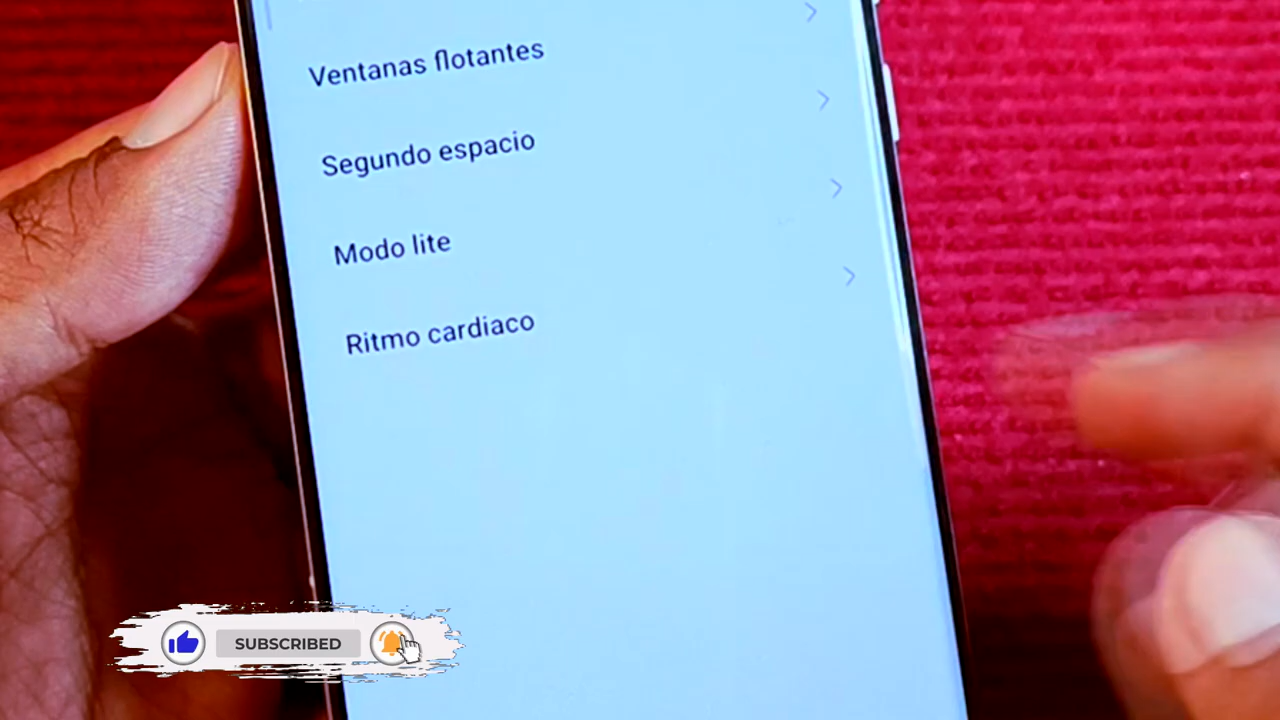 Ventanas flotantes
Segundo espacio
Modo lite
Ritmo cardiaco
SUBSCRIBED